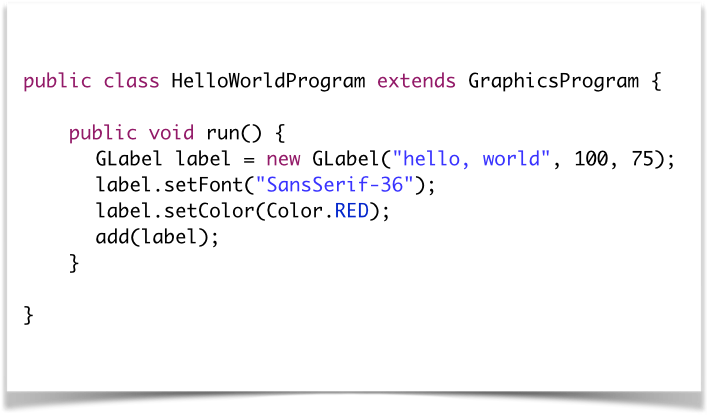 public class HelloWorldProgram extends GraphicsProgram {
public void run() {
GLabel label = new GLabel("hello, world", 100, 75);
label.setFont("SansSerif-36");
label.setColor(Color.RED);
add(label);
}
}